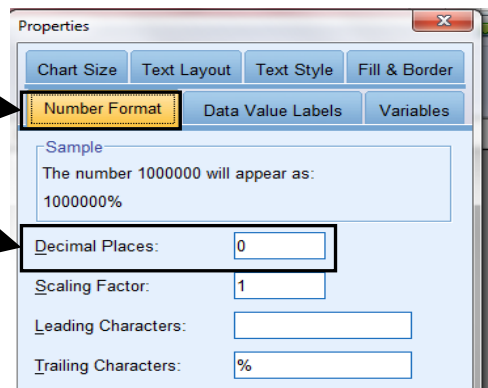 Properties
Chart Size Text Layout Text Style Fill & Border
Number Format Data Value Labels Variables
Sample
The number 1000000 will appear as:
1000000%
Decimal Places: 0
Scaling Factor: 1
Leading Characters:
Trailing Characters: %